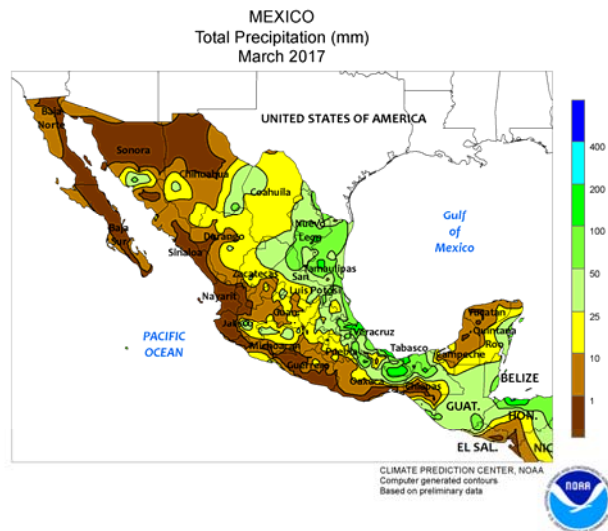 MEXICO
Total Precipitation (mm)
March 2017
UNITED STATES OF AMERICA
Baja
Norte
Sonora
Chihuahua
Coahuila
Baja
Sur
Nuevo
Leon
Durango
Sinaloa
Tamaulipas
Zacatecas
San
Luis Potosi
Nayarit
Guan
Jalisco
Michoacan
Veracruz
Puebla
Guerrero
Oaxaca
Tabasco
Chiapas
Campeche
Yucatan
Quintana
Roo
Gulf
of
Mexico
PACIFIC
OCEAN
BELIZE
GUAT.
HON.
EL SAL.
NIC
400
200
100
50
25
10
1
CLIMATE PREDICTION CENTER, NOAA
Computer generated contours
Based on preliminary data
NOAA